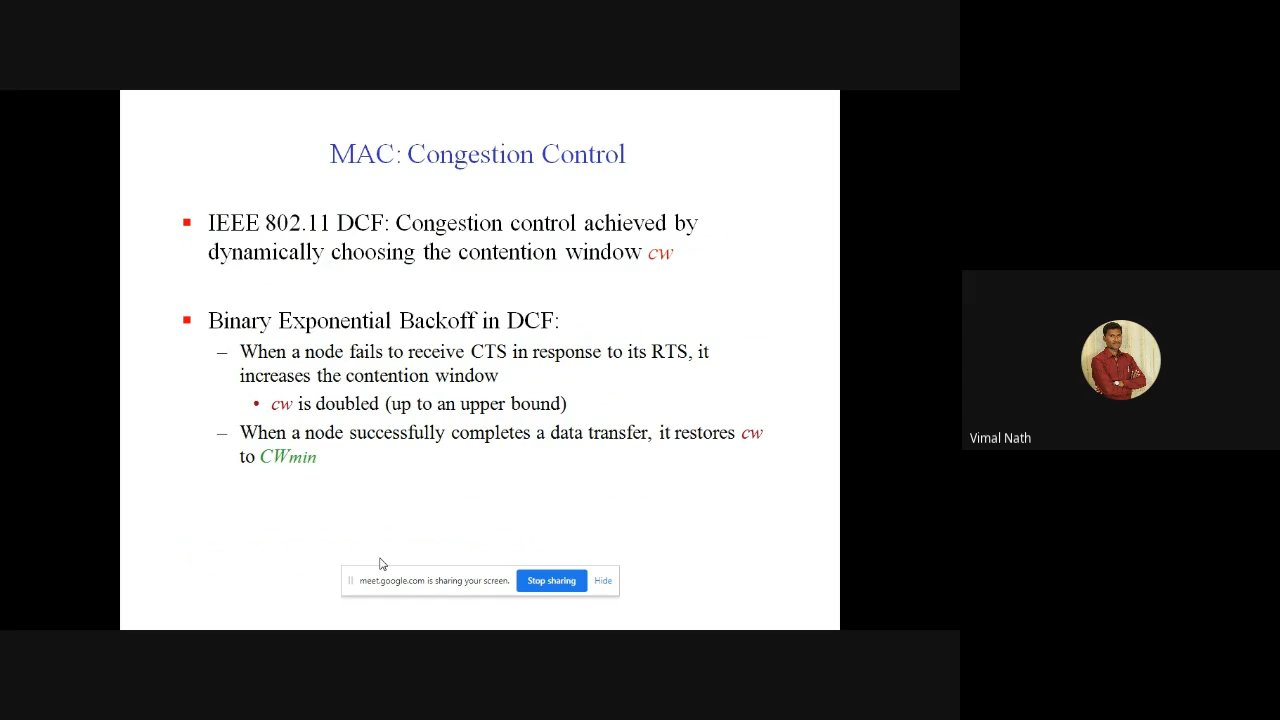 MAC: Congestion Control
IEEE 802.11 DCF: Congestion control achieved by
dynamically choosing the contention window cw
Binary Exponential Backoff in DCF:
– When a node fails to receive CTS in response to its RTS, it
increases the contention window
• cw is doubled (up to an upper bound)
– When a node successfully completes a data transfer, it restores cw
to CWmin
meet.google.com is sharing your screen. Stop sharing Hide
Vimal Nath